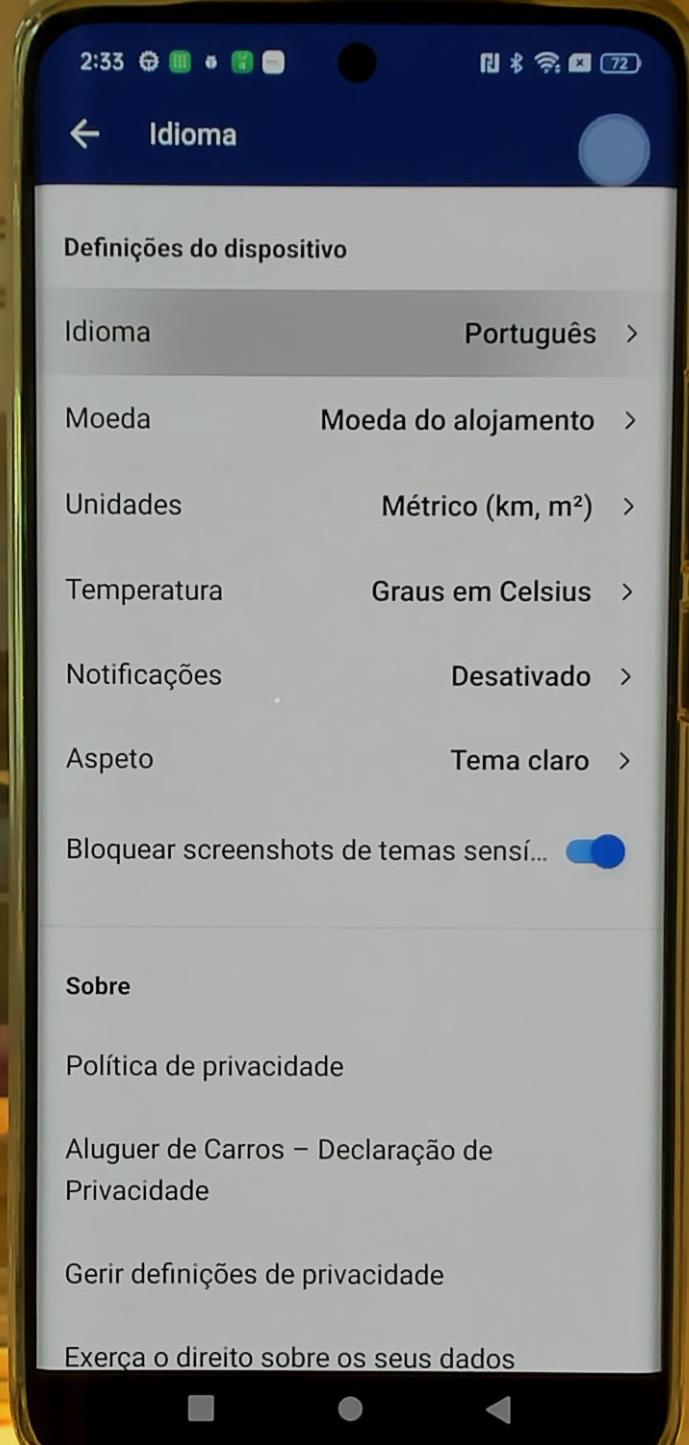 2:33 72
Idioma
Definições do dispositivo
Idioma Português
Moeda Moeda do alojamento
Unidades Métrico (km, m²)
Temperatura Graus em Celsius
Notificações Desativado
Aspeto Tema claro
Bloquear screenshots de temas sensí...
Sobre
Política de privacidade
Aluguer de Carros – Declaração de
Privacidade
Gerir definições de privacidade
Exerça o direito sobre os seus dados